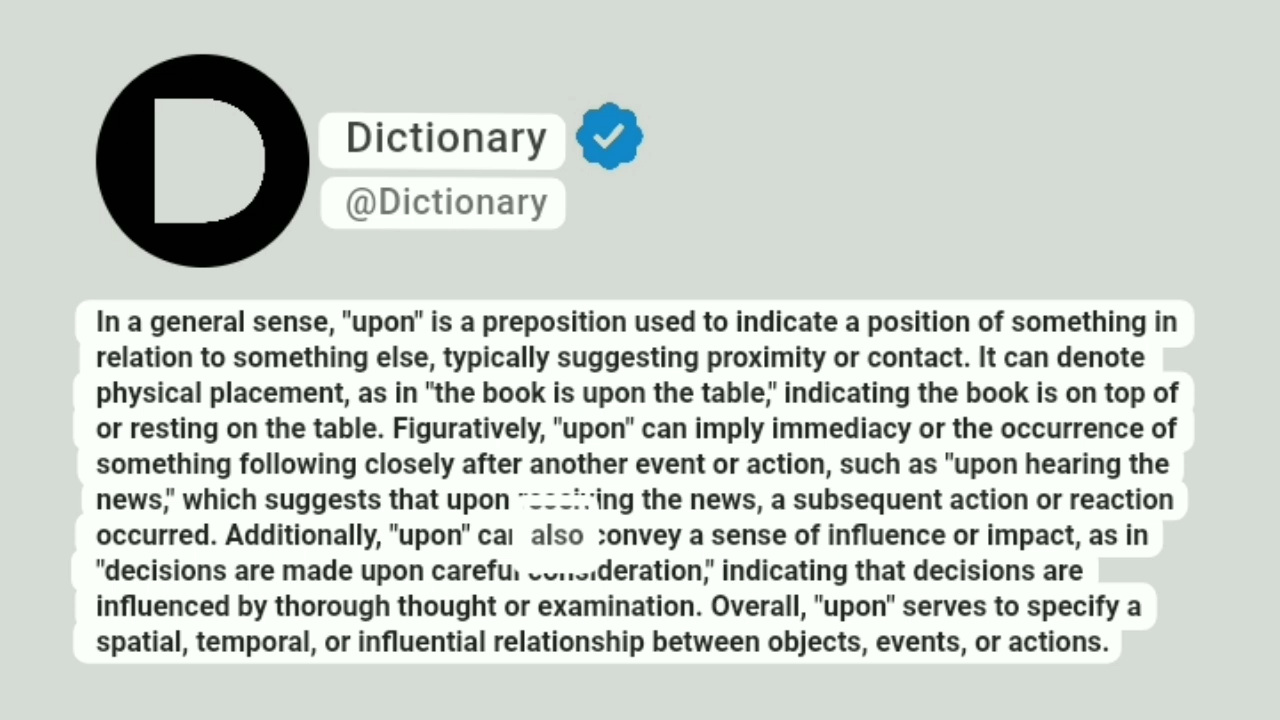 D
Dictionary
@Dictionary
In a general sense, "upon" is a preposition used to indicate a position of something in
relation to something else, typically suggesting proximity or contact. It can denote
physical placement, as in "the book is upon the table," indicating the book is on top of
or resting on the table. Figuratively, "upon" can imply immediacy or the occurrence of
something following closely after another event or action, such as "upon hearing the
news," which suggests that upon receiving the news, a subsequent action or reaction
occurred. Additionally, "upon" can also convey a sense of influence or impact, as in
"decisions are made upon careful consideration," indicating that decisions are
influenced by thorough thought or examination. Overall, "upon" serves to specify a
spatial, temporal, or influential relationship between objects, events, or actions.